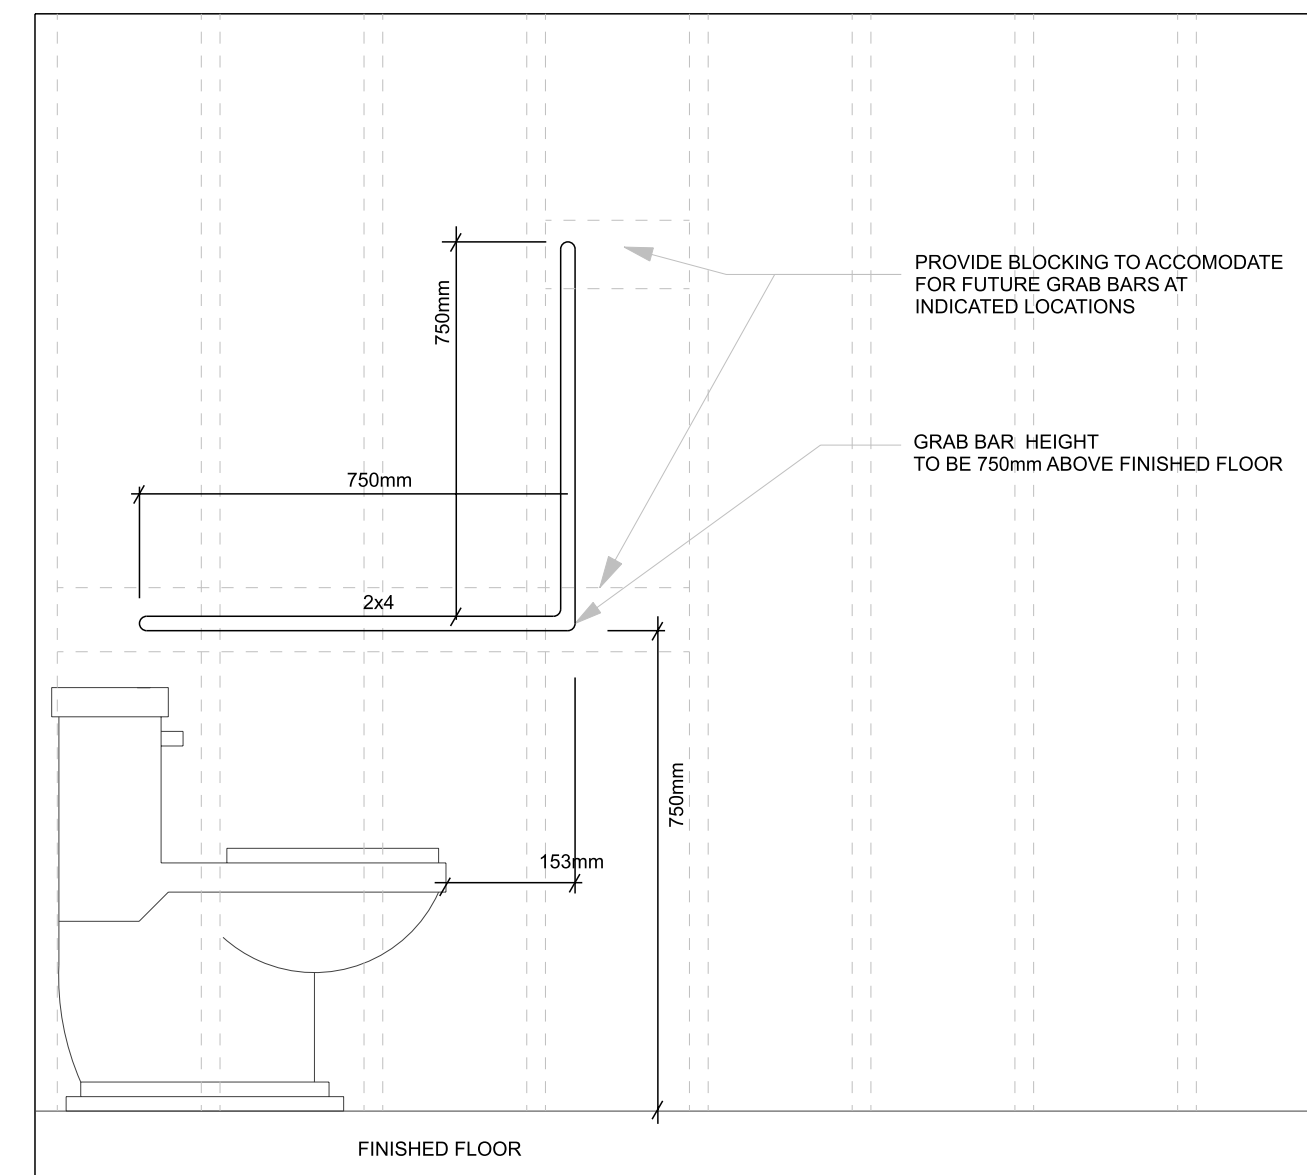 PROVIDE BLOCKING TO ACCOMODATE
FOR FUTURE GRAB BARS AT
INDICATED LOCATIONS
750mm
GRAB BAR HEIGHT
TO BE 750mm ABOVE FINISHED FLOOR
750mm
2x4
750mm
153mm
FINISHED FLOOR